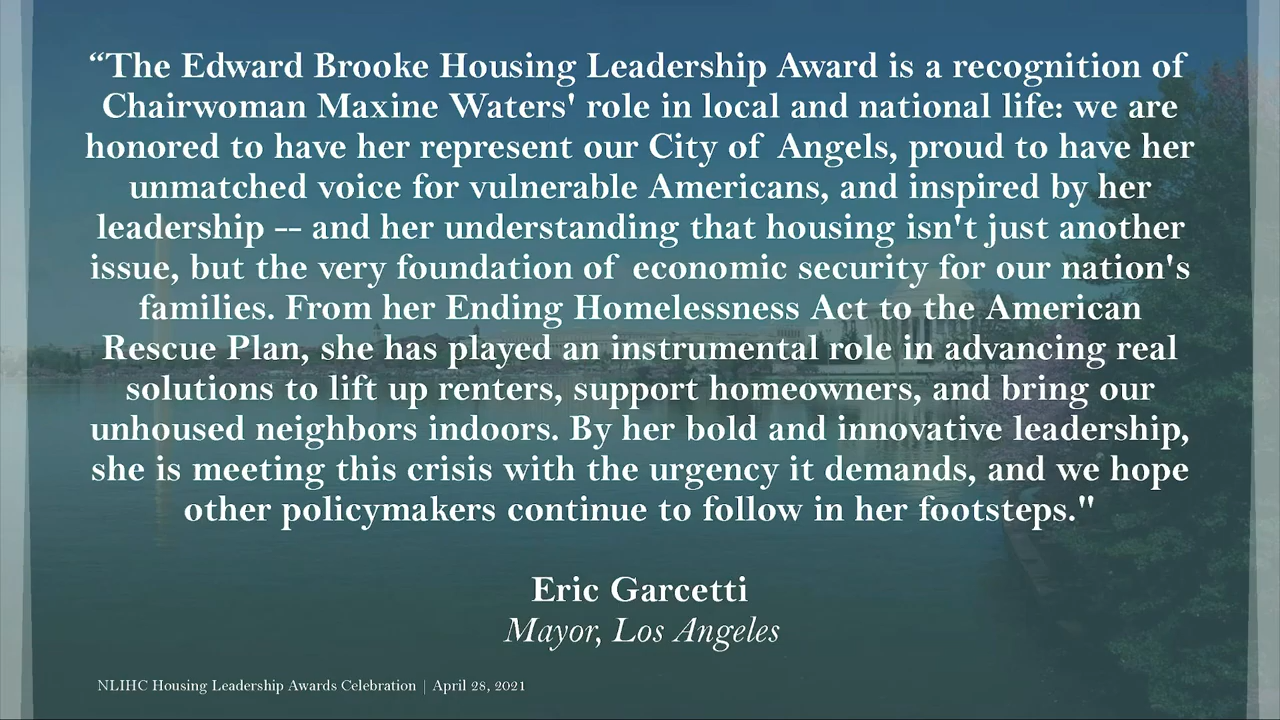 “The Edward Brooke Housing Leadership Award is a recognition of
Chairwoman Maxine Waters' role in local and national life: we are
honored to have her represent our City of Angels, proud to have her
unmatched voice for vulnerable Americans, and inspired by her
leadership -- and her understanding that housing isn't just another
issue, but the very foundation of economic security for our nation's
families. From her Ending Homelessness Act to the American
Rescue Plan, she has played an instrumental role in advancing real
solutions to lift up renters, support homeowners, and bring our
unhoused neighbors indoors. By her bold and innovative leadership,
she is meeting this crisis with the urgency it demands, and we hope
other policymakers continue to follow in her footsteps."
Eric Garcetti
Mayor, Los Angeles
NLIHC Housing Leadership Awards Celebration | April 28, 2021